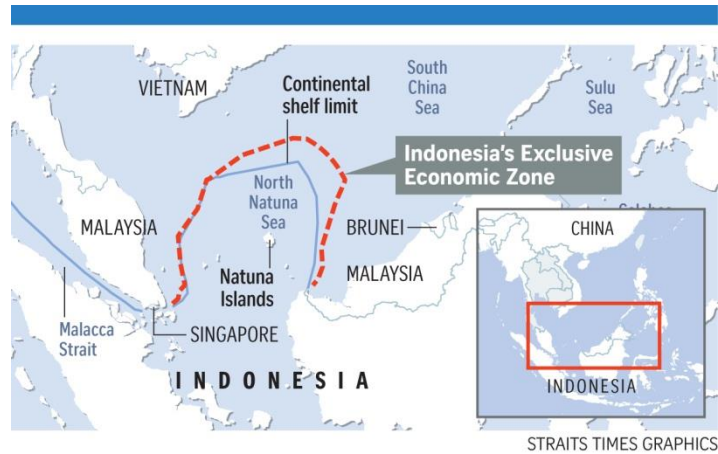 VIETNAM
Continental
shelf limit
South
China
Sea
Sulu
Sea
Indonesia's Exclusive
Economic Zone
North
Natuna
Sea
MALAYSIA
BRUNEI
MALAYSIA
Natuna
Islands
Malacca
Strait
SINGAPORE
INDONESIA
CHINA
INDONESIA
STRAITS TIMES GRAPHICS